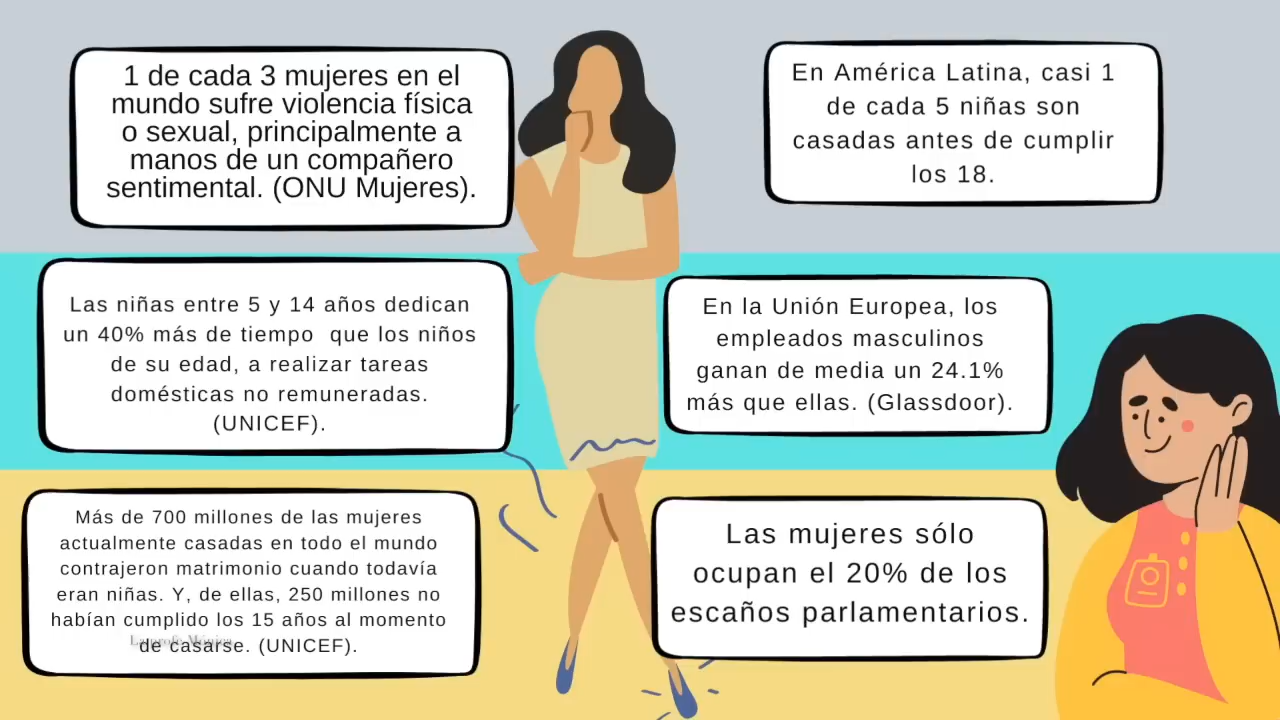 1 de cada 3 mujeres en el
mundo sufre violencia física
o sexual, principalmente a
manos de un compañero
sentimental. (ONU Mujeres).
En América Latina, casi 1
de cada 5 niñas son
casadas antes de cumplir
los 18.
Las niñas entre 5 y 14 años dedican
un 40% más de tiempo que los niños
de su edad, a realizar tareas
domésticas no remuneradas.
(UNICEF).
En la Unión Europea, los
empleados masculinos
ganan de media un 24.1%
más que ellas. (Glassdoor).
Más de 700 millones de las mujeres
actualmente casadas en todo el mundo
contrajeron matrimonio cuando todavía
eran niñas. Y, de ellas, 250 millones no
habían cumplido los 15 años al momento
de casarse. (UNICEF).
Las mujeres sólo
ocupan el 20% de los
escaños parlamentarios.